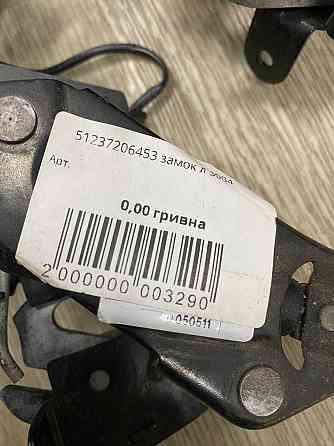 51237206453 замок л
Арт.
0,00 гривна
2 000000 003290
050511